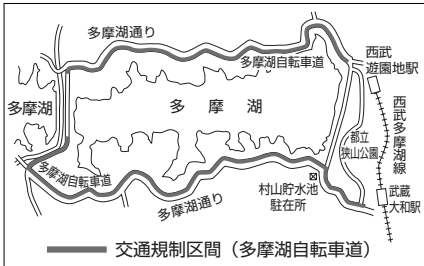 多摩湖通り
西武
遊園地駅
多摩湖自転車道
多摩湖
多摩湖
西武多摩湖線
都立
狭山公園
多摩湖自転車道
村山貯水池
駐在所
武蔵
大和駅
多摩湖通り
交通規制区間（多摩湖自転車道）